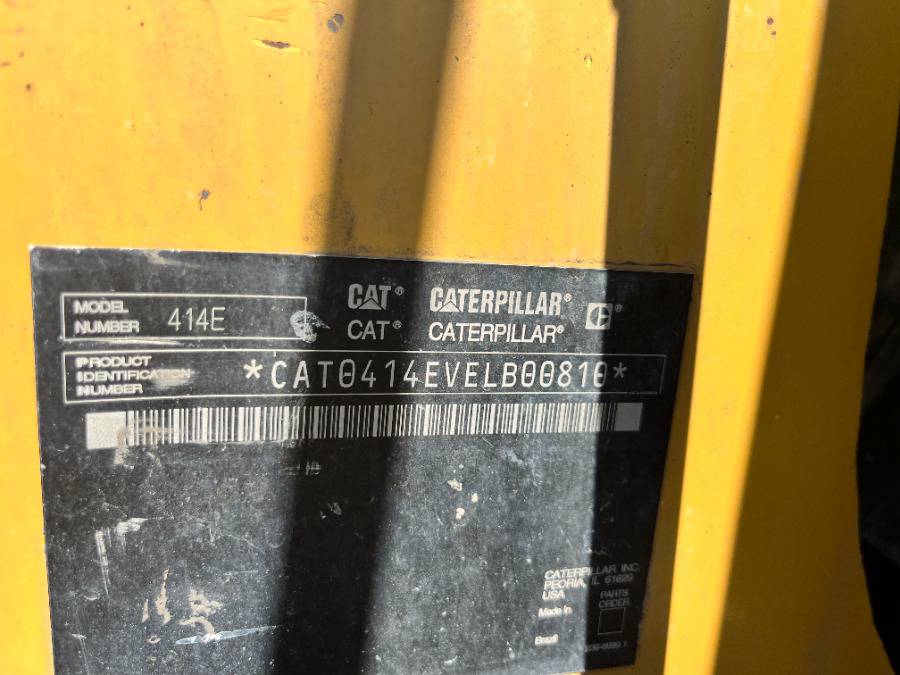 MODEL
NUMBER 414E
CAT® CATERPILLAR® ®
CAT® CATERPILLAR®
PRODUCT
IDENTIFICATION
NUMBER
*CAT0414EVELB00810*
CATERPILLAR INC.
PEORIA, IL 61629
USA
PARTS
ORDER
Made in
Brazil